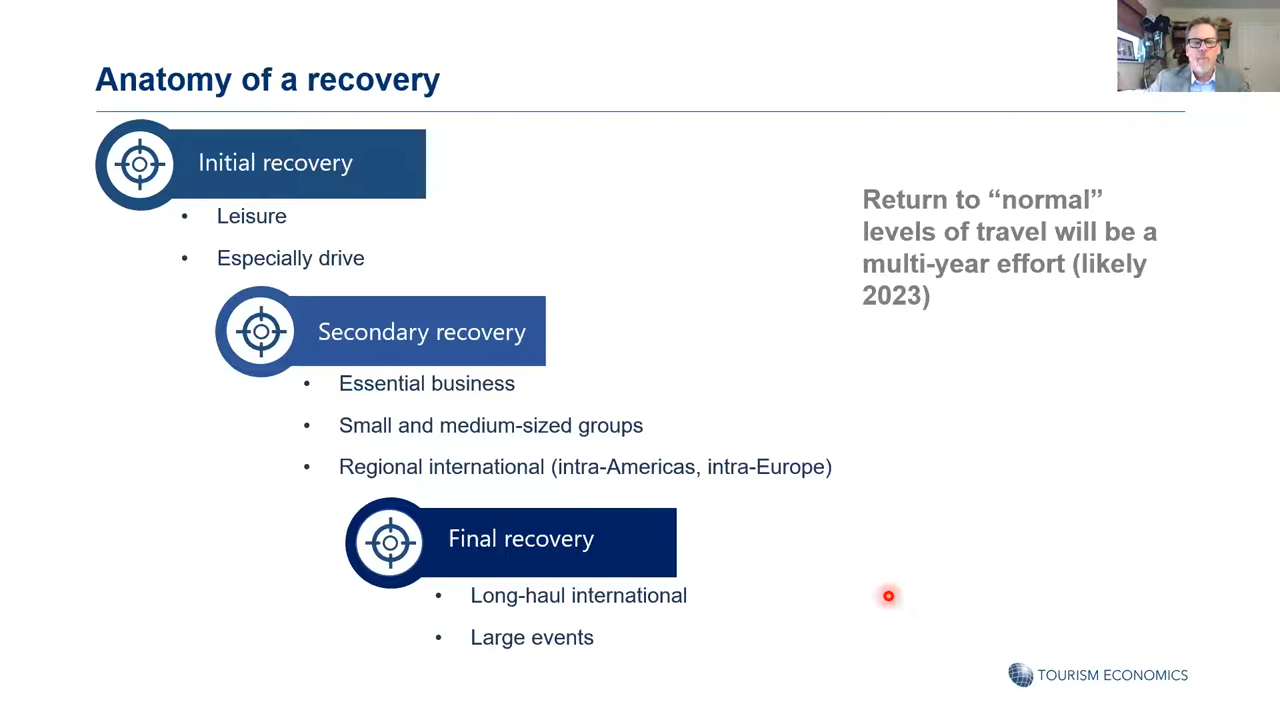 Anatomy of a recovery
Initial recovery
• Leisure
• Especially drive
Return to “normal”
levels of travel will be a
multi-year effort (likely
2023)
Secondary recovery
• Essential business
• Small and medium-sized groups
• Regional international (intra-Americas, intra-Europe)
Final recovery
• Long-haul international
• Large events
TOURISM ECONOMICS